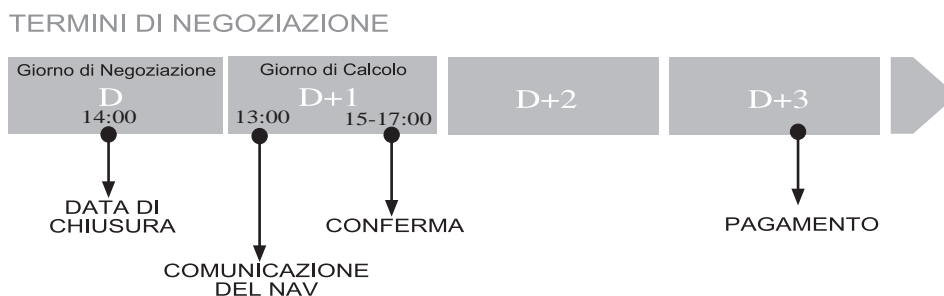 TERMINI DI NEGOZIAZIONE
Giorno di Negoziazione
Giorno di Calcolo
D
D+1
D+2
D+3
14:00
13:00
15-17:00
DATA DI
CHIUSURA
CONFERMA
PAGAMENTO
COMUNICAZIONE
DEL NAV